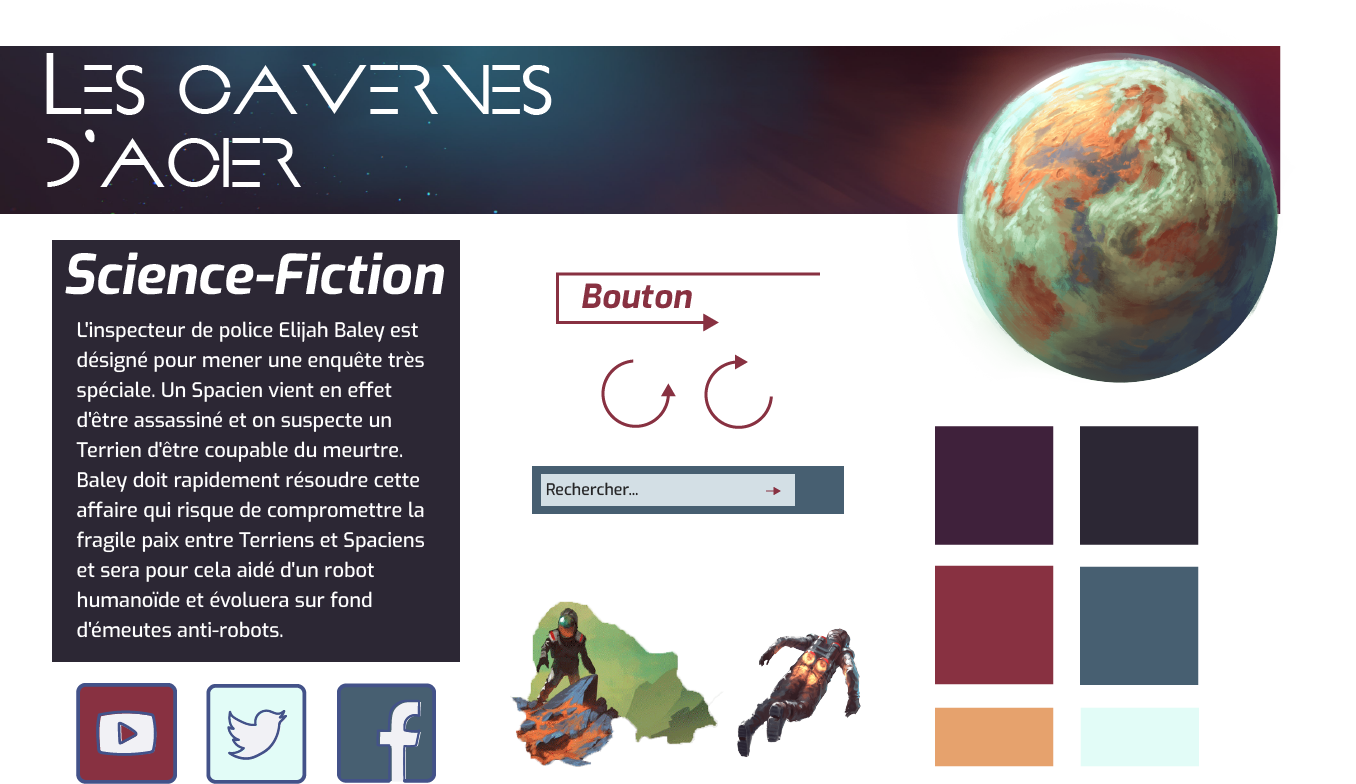 Les cavernes
d'acier
Science-Fiction
L'inspecteur de police Elijah Baley est
désigné pour mener une enquête très
spéciale. Un Spacien vient en effet
d'être assassiné et on suspecte un
Terrien d'être coupable du meurtre.
Baley doit rapidement résoudre cette
affaire qui risque de compromettre la
fragile paix entre Terriens et Spaciens
et sera pour cela aidé d'un robot
humanoïde et évoluera sur fond
d'émeutes anti-robots.
Bouton
Rechercher...